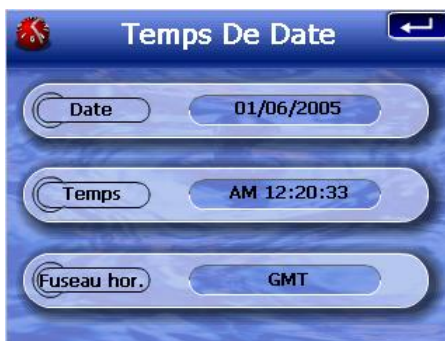 Temps De Date
Date 01/06/2005
Temps AM 12:20:33
Fuseau hor. GMT